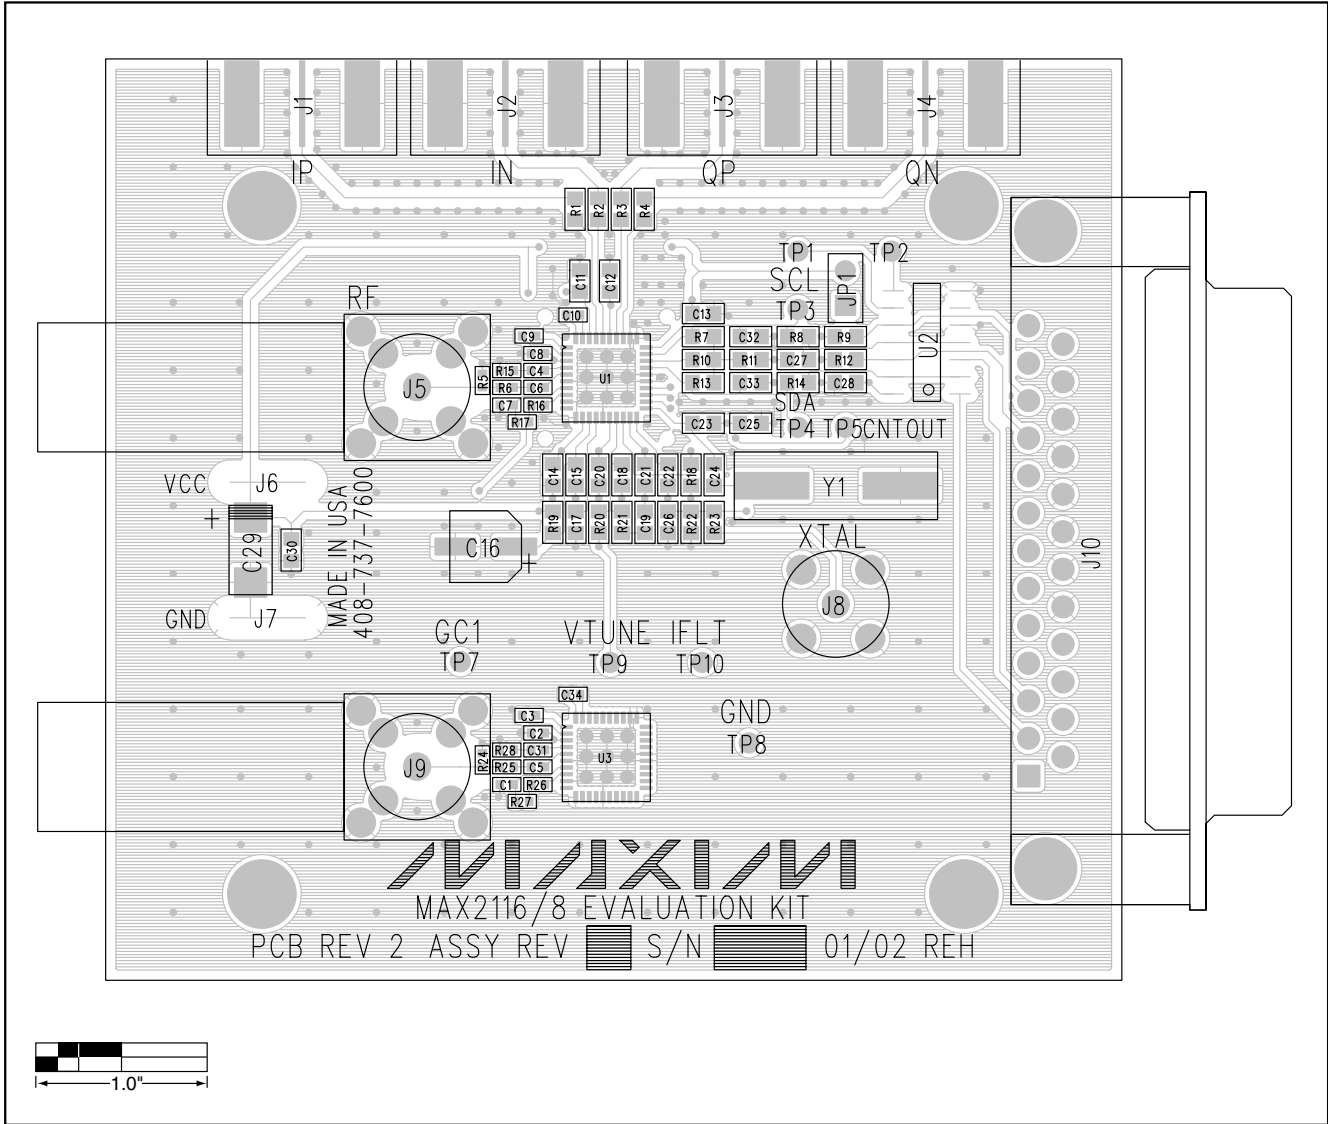 J1 J2 J3 J4
IP IN QP QN
R1 R2 R3 R4
TP1 TP2
SCL
C11 C12 JP1
RF
TP3
C10 C13
C9 R7 C32 R8 R9 U2
C8
R10 R11 C27 R12
R5 R15 C4 U1
J5 R6 C6 R13 C33 R14 C28
C7 R16 SDA
R17 C23 C25 TP4 TP5 CNTOUT
VCC J6 C14 C15 C20 C18 C21 C22 R18 C24 Y1
+
R19 C17 R20 R21 C19 C26 R22 R23
C29 C30 MADE IN USA
408-737-7600
C16 +
XTAL
J10
GND J7 J8
GC1 VTUNE IFLT
TP7 TP9 TP10
C34
C3 GND
C2 TP8
R24 R28 C31 U3
J9 R25 C5
C1 R26
R27
MAXIM
MAX2116/8 EVALUATION KIT
PCB REV 2 ASSY REV S/N 01/02 REH
1.0"